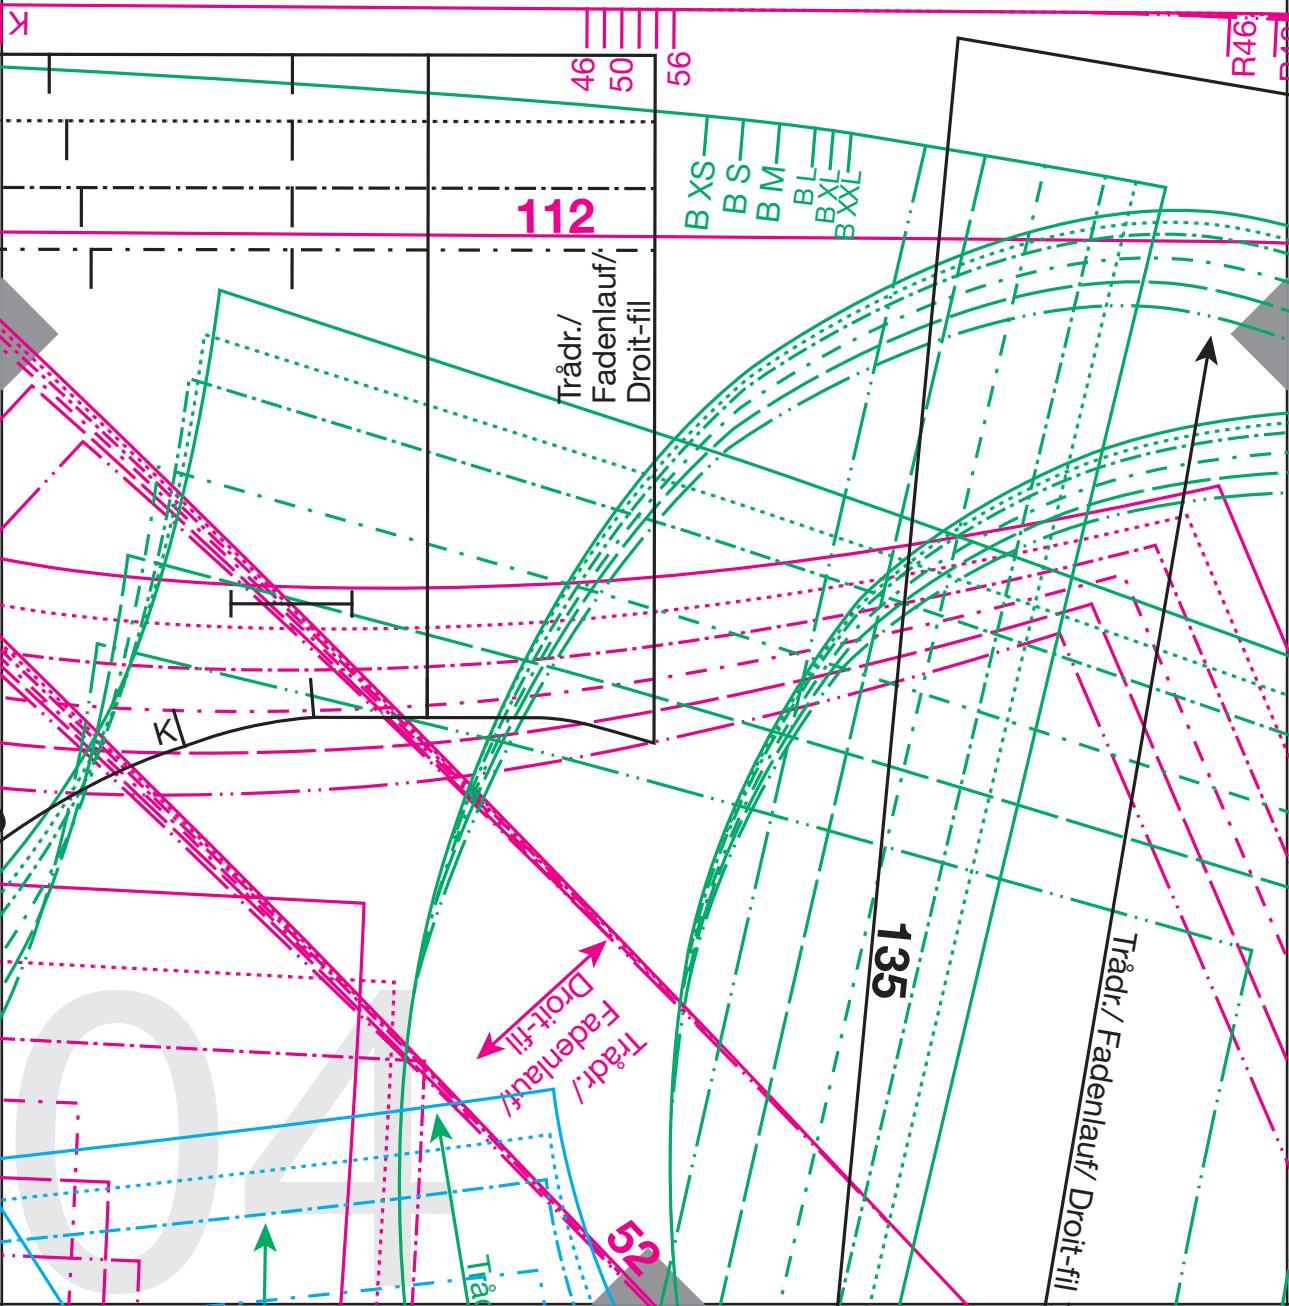 K
46
50
56
R46
112
B XS
B S
B M
B L
B XL
B XXL
Trådr./
Fadenlauf/
Droit-fil
K
135
Trådr./ Fadenlauf/ Droit-fil
Trådr./
Fadenlauf/
Droit-fil
04
52